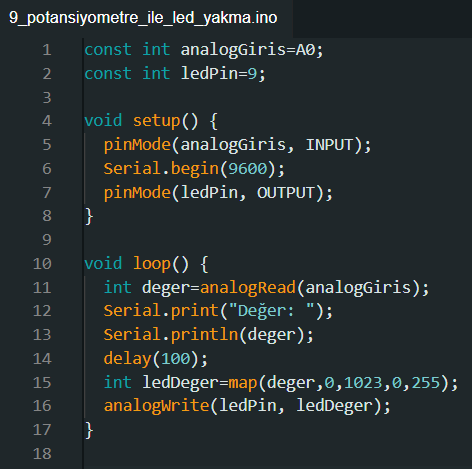 9_potansiyometre_ile_led_yakma.ino
1 const int analogGiris=A0;
2 const int ledPin=9;
3
4 void setup() {
5 pinMode(analogGiris, INPUT);
6 Serial.begin(9600);
7 pinMode(ledPin, OUTPUT);
8 }
9
10 void loop() {
11 int deger=analogRead(analogGiris);
12 Serial.print("Değer: ");
13 Serial.println(deger);
14 delay(100);
15 int ledDeger=map(deger,0,1023,0,255);
16 analogWrite(ledPin, ledDeger);
17 }
18